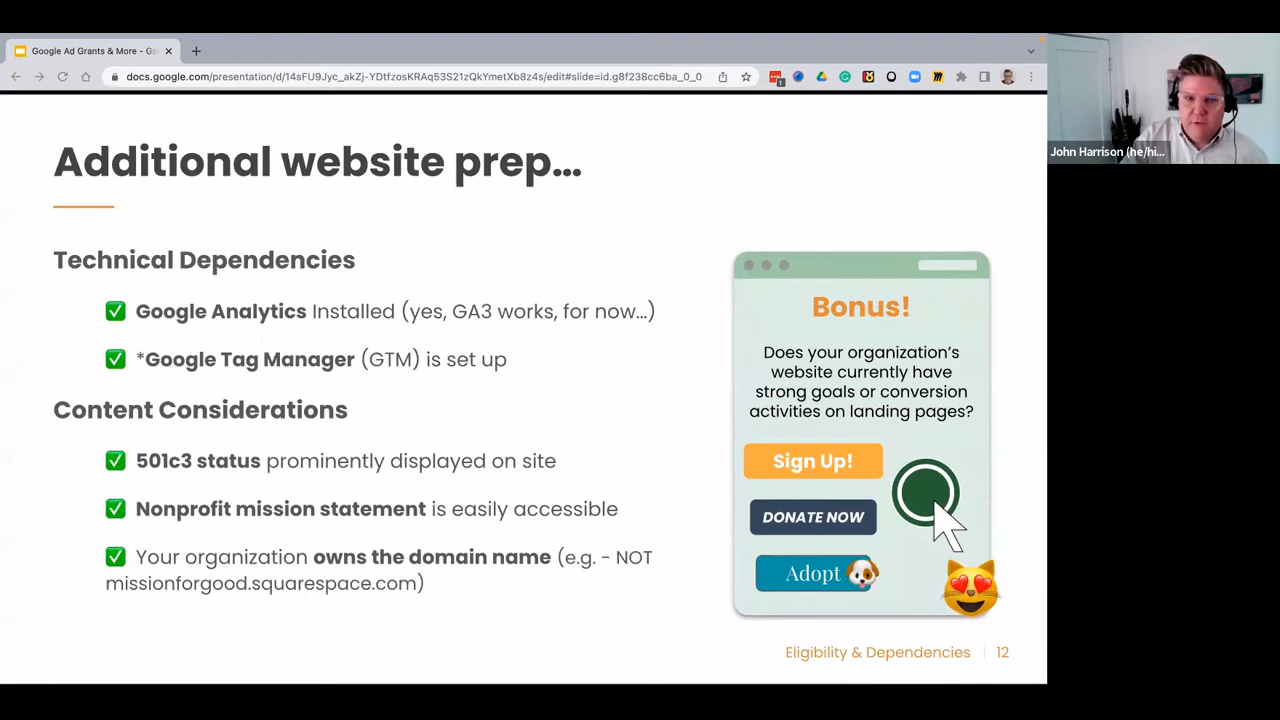 Google Ad Grants & More - Go
docs.google.com/presentation/d/14sFU9Jyc_akZj-YDtfzosKRAq53S21zQkYmetXb8z4s/edit#slide=id.g8f238cc6ba_0_0
John Harrison (he/hi...
Additional website prep...
Technical Dependencies
✅ Google Analytics Installed (yes, GA3 works, for now...)
✅ *Google Tag Manager (GTM) is set up
Content Considerations
✅ 501c3 status prominently displayed on site
✅ Nonprofit mission statement is easily accessible
✅ Your organization owns the domain name (e.g. - NOT
missionforgood.squarespace.com)
Bonus!
Does your organization's
website currently have
strong goals or conversion
activities on landing pages?
Sign Up!
DONATE NOW
Adopt
Eligibility & Dependencies | 12